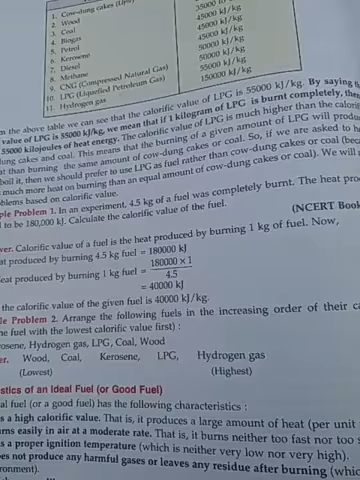 1. Cow-dung cakes
2. Wood
3. Coal
4. Biogas
5. Petrol
6. Kerosene
7. Diesel
8. Methane
9. CNG (Compressed Natural Gas)
10. LPG (Liquefied Petroleum Gas)
11. Hydrogen gas
35000 to
45000 kJ/kg
45000 kJ/kg
45000 kJ/kg
50000 kJ/kg
50000 kJ/kg
55000 kJ/kg
150000 kJ/kg
m the above table we can see that the calorific value of LPG is 55000 kJ/kg. By saying
value of LPG is 55000 kJ/kg, we mean that if 1 kilogram of LPG is burnt completely, then
55000 kilojoules of heat energy. The calorific value of LPG is much higher than the calori
ung cakes and coal. This means that the burning of a given amount of LPG will produ
at than burning the same amount of cow-dung cakes or coal. So, if we are asked to h
boil it, then we should prefer to use LPG as fuel rather than cow-dung cakes or coal (bec
much more heat on burning than an equal amount of cow-dung cakes or coal). We will
blems based on calorific value.
ple Problem 1. In an experiment, 4.5 kg of a fuel was completely burnt. The heat pro
d to be 180,000 kJ. Calculate the calorific value of the fuel.
(NCERT Book
wer. Calorific value of a fuel is the heat produced by burning 1 kg of fuel. Now,
at produced by burning 4.5 kg fuel = 180000 kJ
eat produced by burning 1 kg fuel = 180000 × 1
4.5
= 40000 kJ
the calorific value of the given fuel is 40000 kJ/kg.
le Problem 2. Arrange the following fuels in the increasing order of their ca
he fuel with the lowest calorific value first) :
rosene, Hydrogen gas, LPG, Coal, Wood
er. Wood, Coal, Kerosene, LPG, Hydrogen gas
(Lowest) (Highest)
istics of an Ideal Fuel (or Good Fuel)
al fuel (or a good fuel) has the following characteristics :
s a high calorific value. That is, it produces a large amount of heat (per unit
rns easily in air at a moderate rate. That is, it burns neither too fast nor too s
s a proper ignition temperature (which is neither very low nor very high).
es not produce any harmful gases or leaves any residue after burning (whic
ronment).